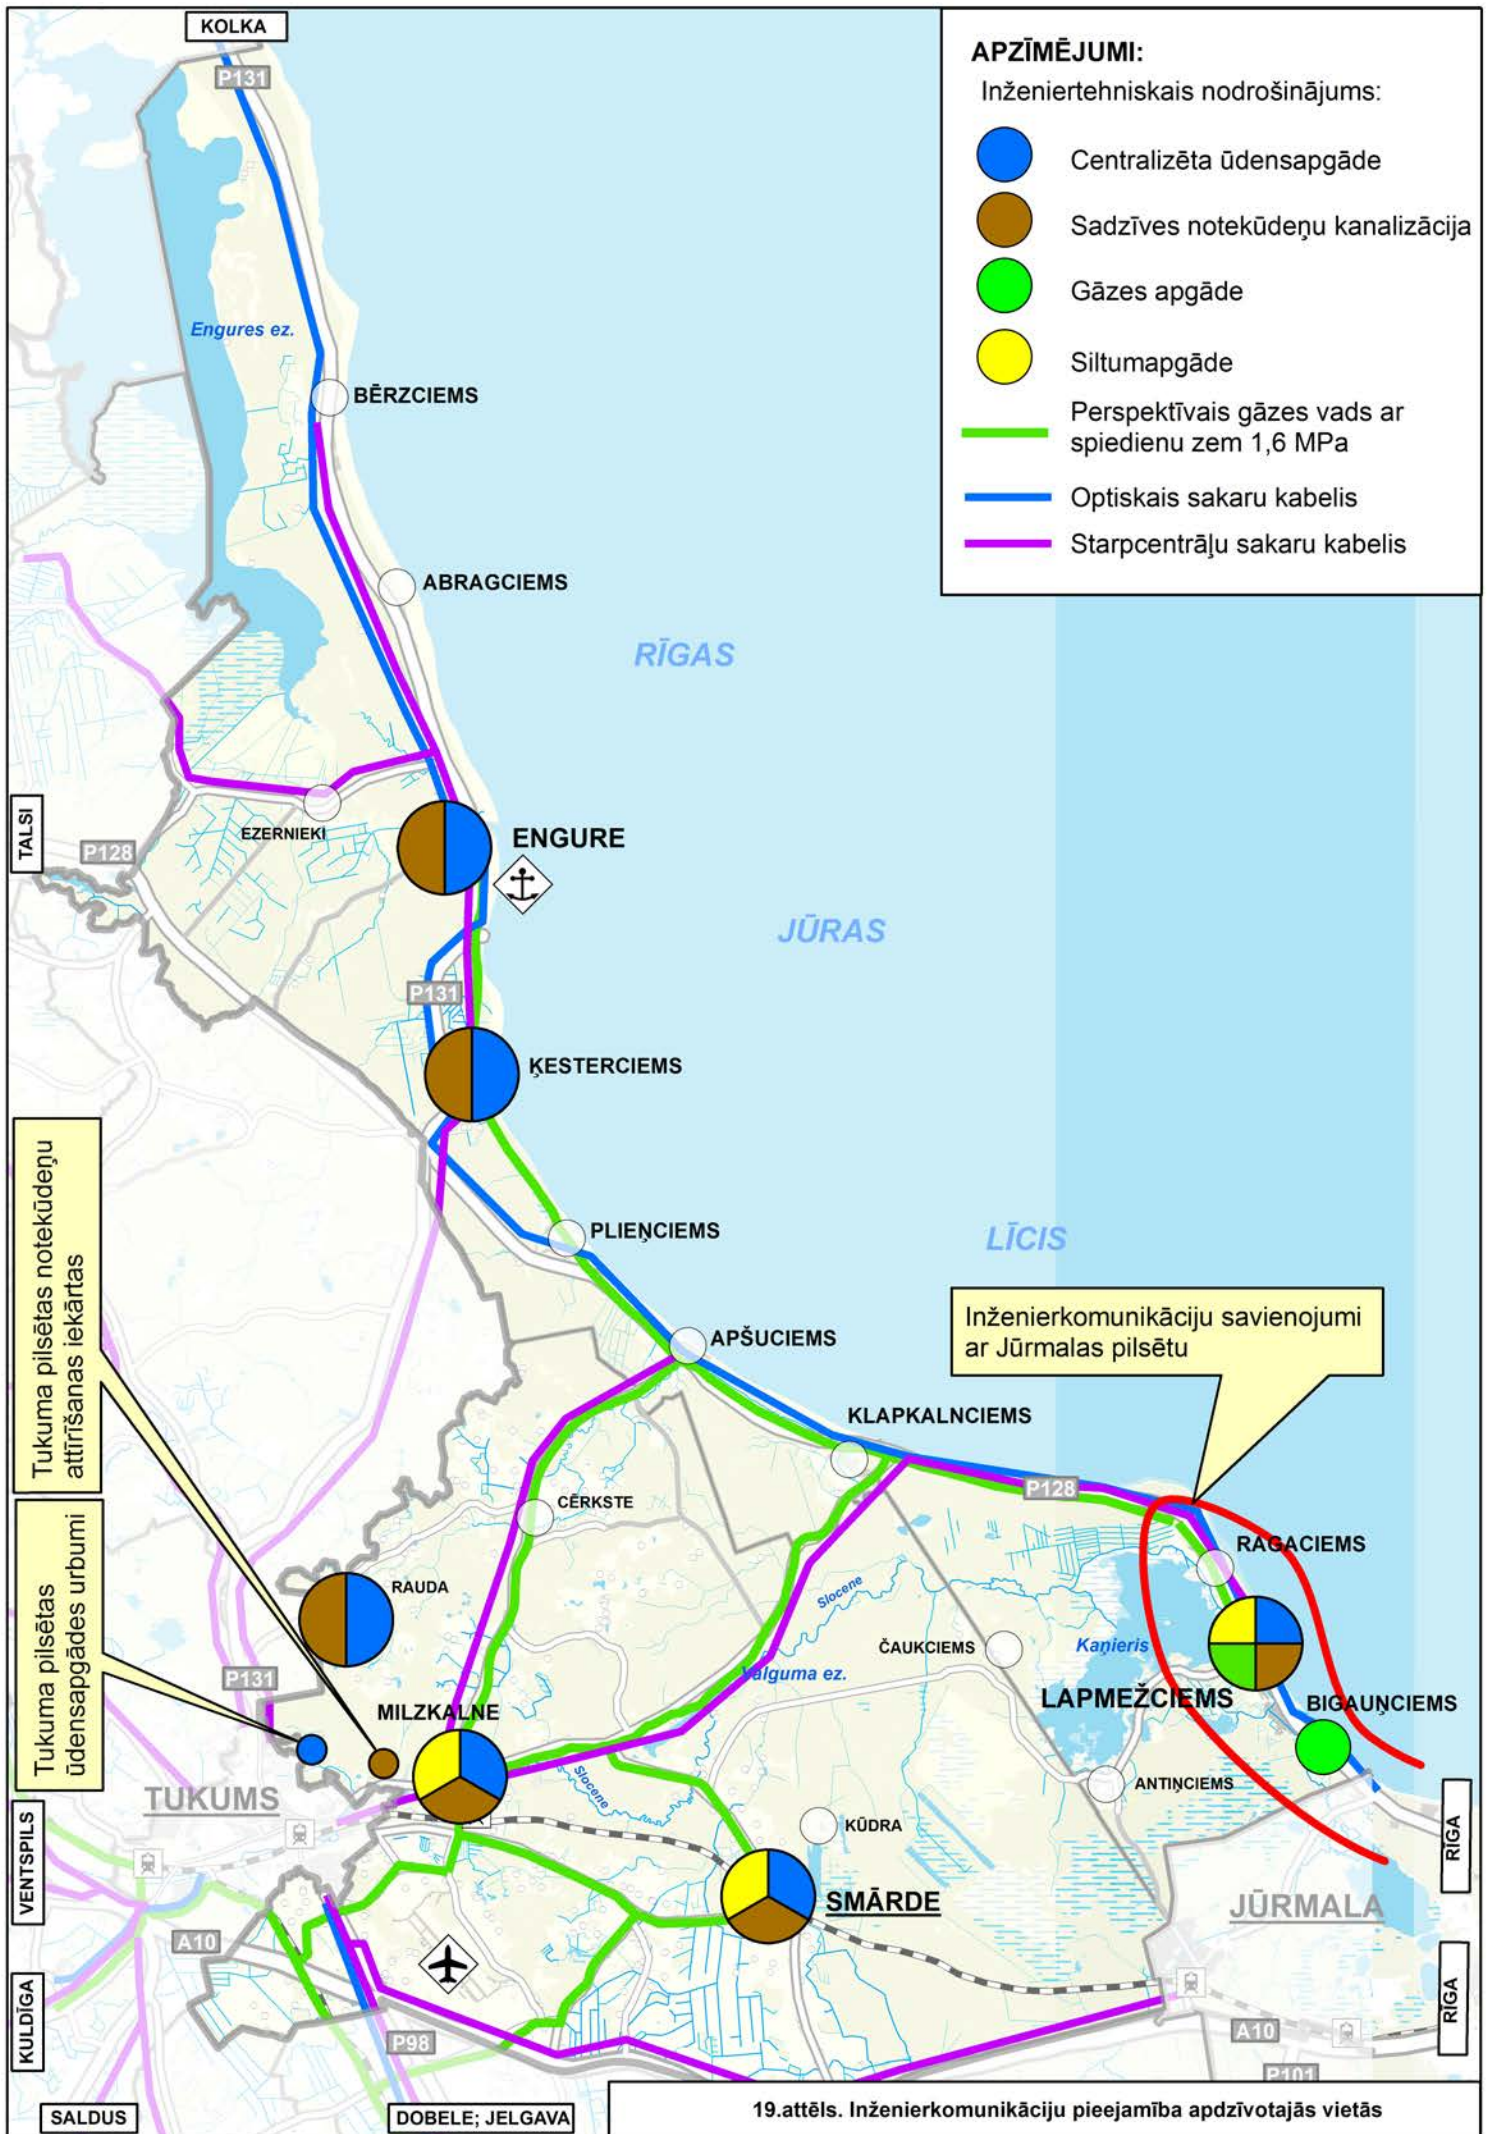 KOLKA
P131
APZĪMĒJUMI:
Inženiertehniskais nodrošinājums:
Centralizēta ūdensapgāde
Sadzīves notekūdeņu kanalizācija
Gāzes apgāde
Siltumapgāde
Perspektīvais gāzes vads ar
spiedienu zem 1,6 MPa
Optiskais sakaru kabelis
Starpcentrāļu sakaru kabelis
Engures ez.
BĒRZCIEMS
ABRAGCIEMS
RĪGAS
TALSI
P128
EZERNIEKI
ENGURE
JŪRAS
P131
ĶESTERCIEMS
Tukuma pilsētas notekūdeņu
attīrīšanas iekārtas
PLIEŅCIEMS
LĪCIS
Inženierkomunikāciju savienojumi
ar Jūrmalas pilsētu
APŠUCIEMS
KLAPKALNCIEMS
P128
CĒRKSTE
RAGACIEMS
Tukuma pilsētas
ūdensapgādes urbumi
RAUDA
Slocene
ČAUKCIEMS
Kaņieris
P131
Valguma ez.
LAPMEŽCIEMS
BIGAUŅCIEMS
MILZKALNE
TUKUMS
Slocene
ANTIŅCIEMS
KŪDRA
VENTSPILS
RĪGA
SMĀRDE
JŪRMALA
A10
KULDĪGA
RĪGA
P98
A10
P101
SALDUS
DOBELE; JELGAVA
19.attēls. Inženierkomunikāciju pieejamība apdzīvotajās vietās